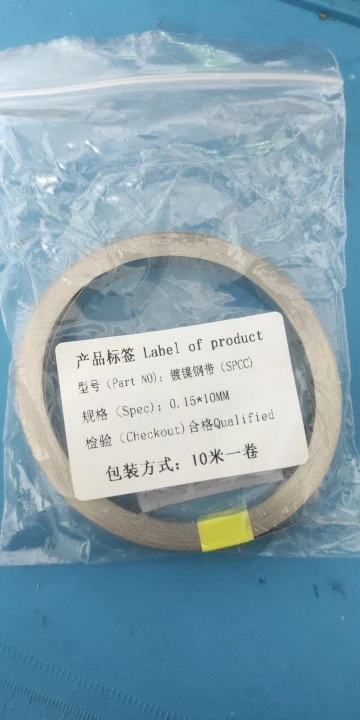 产品标签 Label of product
型号（Part NO）：镀镍钢带（SPCC）
规格（Spec）：0.15*10MM
检验（Checkout)合格Qualified
包装方式：10米一卷